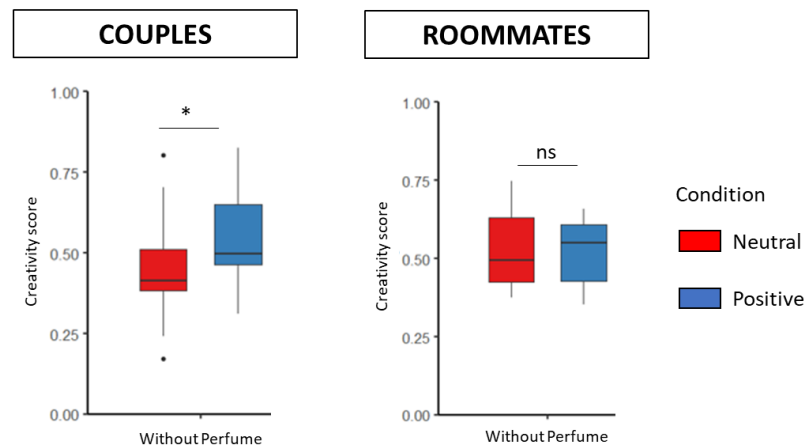 COUPLES
ROOMMATES
1.00
0.75
0.50
0.25
0.00
Creativity score
*
Without Perfume
1.00
0.75
0.50
0.25
0.00
Creativity score
ns
Without Perfume
Condition
Neutral
Positive